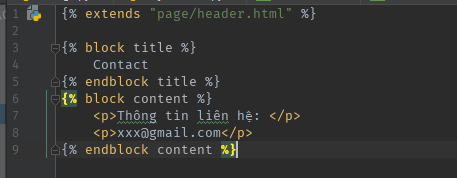 1 {% extends "page/header.html" %}
2
3 {% block title %}
4 Contact
5 {% endblock title %}
6 {% block content %}
7 <p>Thông tin liên hệ: </p>
8 <p>xxx@gmail.com</p>
9 {% endblock content %}